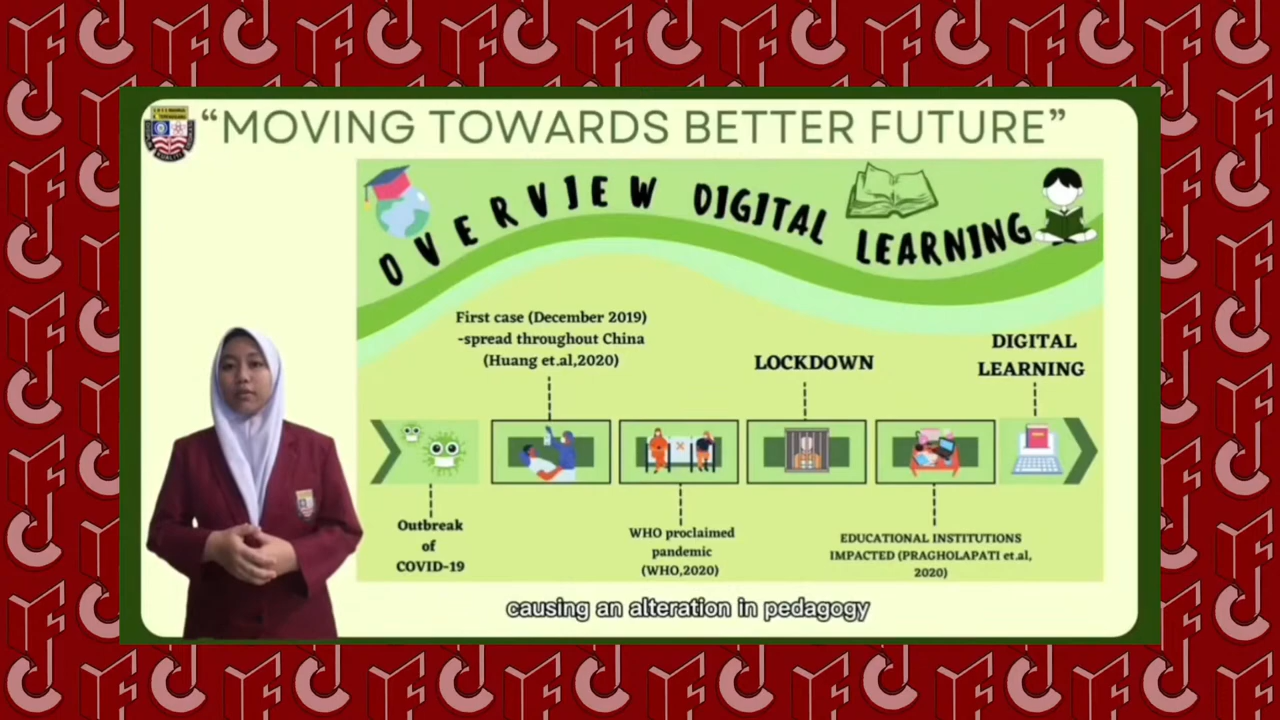 “MOVING TOWARDS BETTER FUTURE”
OVERVIEW DIGITAL LEARNING
First case (December 2019)
-spread throughout China
(Huang et.al,2020)
LOCKDOWN
DIGITAL
LEARNING
Outbreak
of
COVID-19
WHO proclaimed
pandemic
(WHO,2020)
EDUCATIONAL INSTITUTIONS
IMPACTED (PRAGHOLAPATI et.al,
2020)
causing an alteration in pedagogy